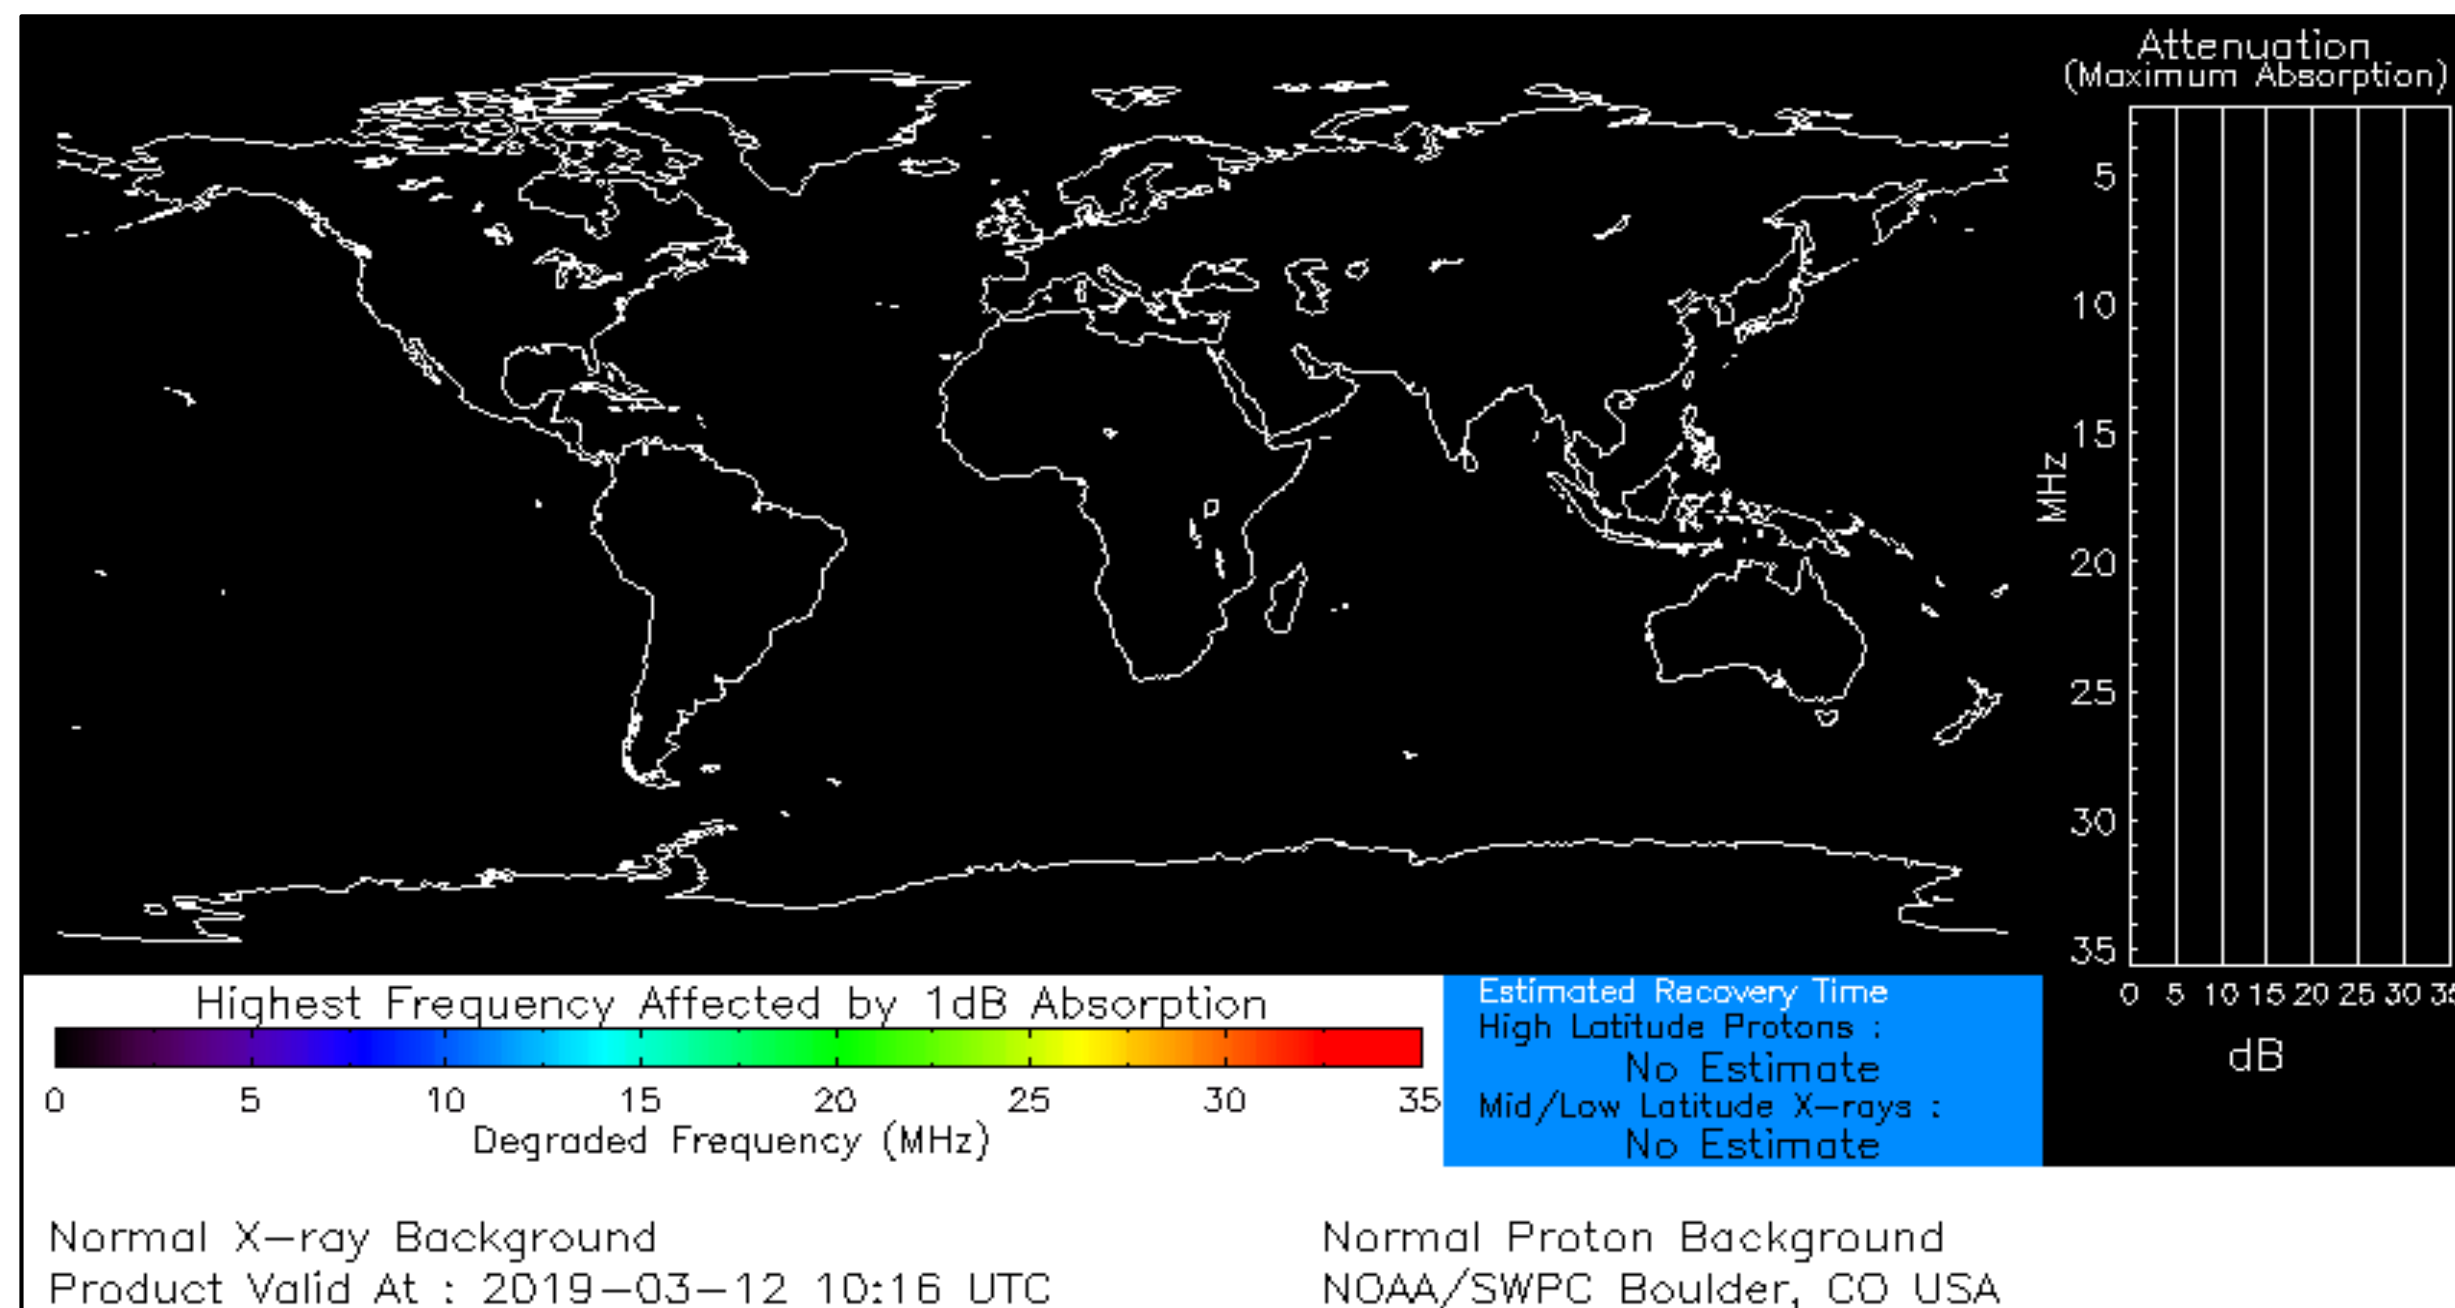 Attenuation
(Maximum Absorption)
5
10
15
20
25
30
35
MHz
0 5 10 15 20 25 30
dB
Highest Frequency Affected by 1dB Absorption
0 5 10 15 20 25 30 35
Degraded Frequency (MHz)
Estimated Recovery Time
High Latitude Protons :
No Estimate
Mid/Low Latitude X-rays :
No Estimate
Normal X-ray Background
Normal Proton Background
Product Valid At : 2019-03-12 10:16 UTC
NOAA/SWPC Boulder, CO USA